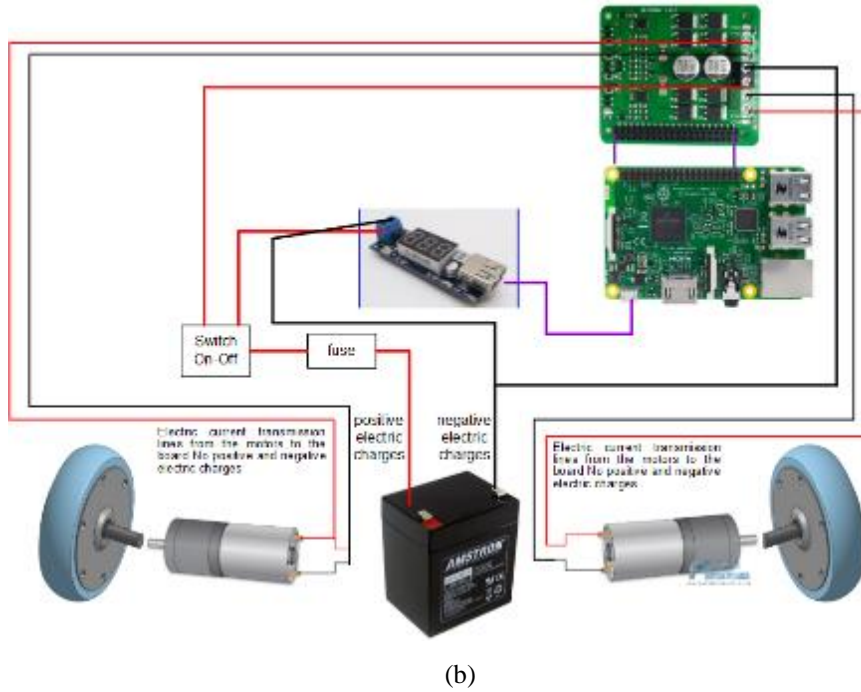 Switch
On-Off
fuse
positive
electric
charges
negative
electric
charges
Electric current transmission
lines from the motors to the
board No positive and negative
electric charges
Electric current transmission
lines from the motors to the
board No positive and negative
electric charges
AMSTRON
(b)